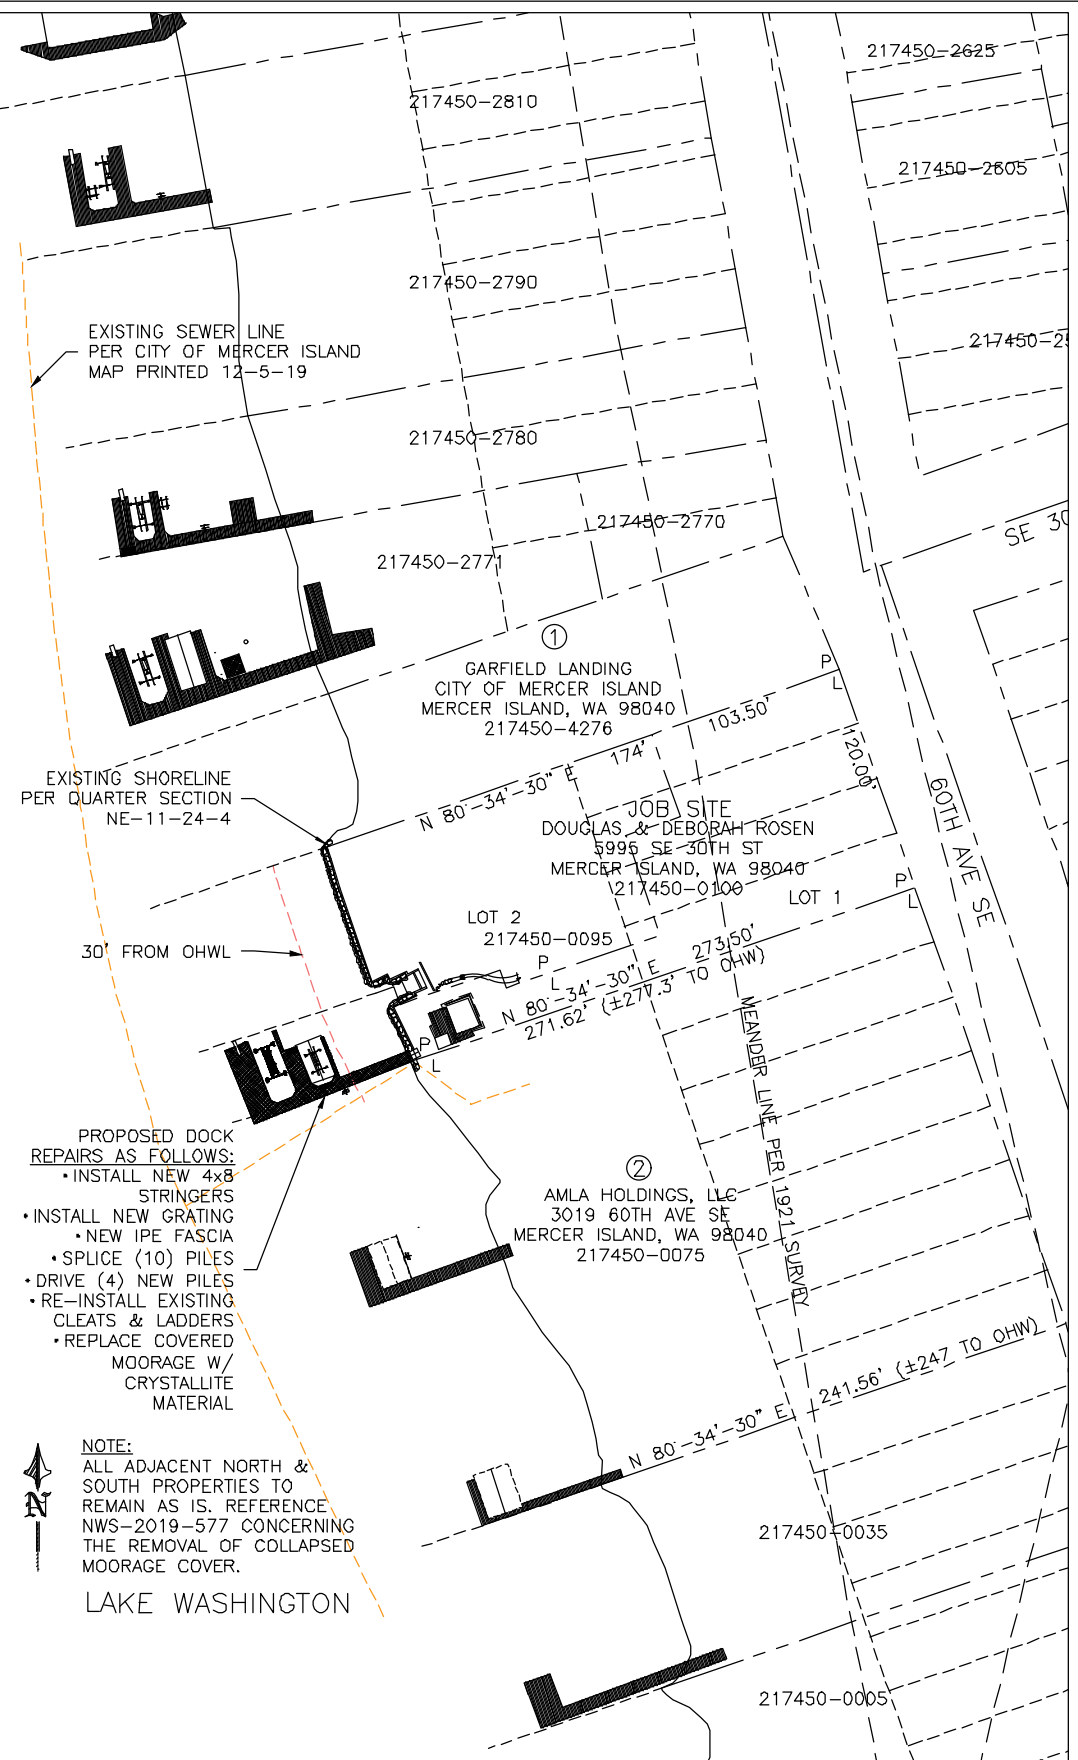 217450-2625
217450-2810
217450-2605
217450-2790
EXISTING SEWER LINE
PER CITY OF MERCER ISLAND
MAP PRINTED 12-5-19
217450-2780
217450-2770
SE 30
217450-2771
1
GARFIELD LANDING
CITY OF MERCER ISLAND
MERCER ISLAND, WA 98040
217450-4276
P
L
N 80°-34'-30" E
174'
103.50'
120.00'
60TH AVE SE
EXISTING SHORELINE
PER QUARTER SECTION
NE-11-24-4
JOB SITE
DOUGLAS & DEBORAH ROSEN
5995 SE 30TH ST
MERCER ISLAND, WA 98040
217450-0100
LOT 1
P
L
LOT 2
217450-0095
30' FROM OHWL
P
L
N 80°-34'-30" E 273.50'
271.62' (±277.3' TO OHW)
P
L
MEANDER LINE PER 1921 SURVEY
PROPOSED DOCK
REPAIRS AS FOLLOWS:
•INSTALL NEW 4x8
STRINGERS
•INSTALL NEW GRATING
•NEW IPE FASCIA
•SPLICE (10) PILES
•DRIVE (4) NEW PILES
•RE-INSTALL EXISTING
CLEATS & LADDERS
•REPLACE COVERED
MOORAGE W/
CRYSTALLITE
MATERIAL
2
AMLA HOLDINGS, LLC
3019 60TH AVE SE
MERCER ISLAND, WA 98040
217450-0075
N 80°-34'-30" E
241.56' (±247 TO OHW)
N
NOTE:
ALL ADJACENT NORTH &
SOUTH PROPERTIES TO
REMAIN AS IS. REFERENCE
NWS-2019-577 CONCERNING
THE REMOVAL OF COLLAPSED
MOORAGE COVER.
LAKE WASHINGTON
217450-0035
217450-0005